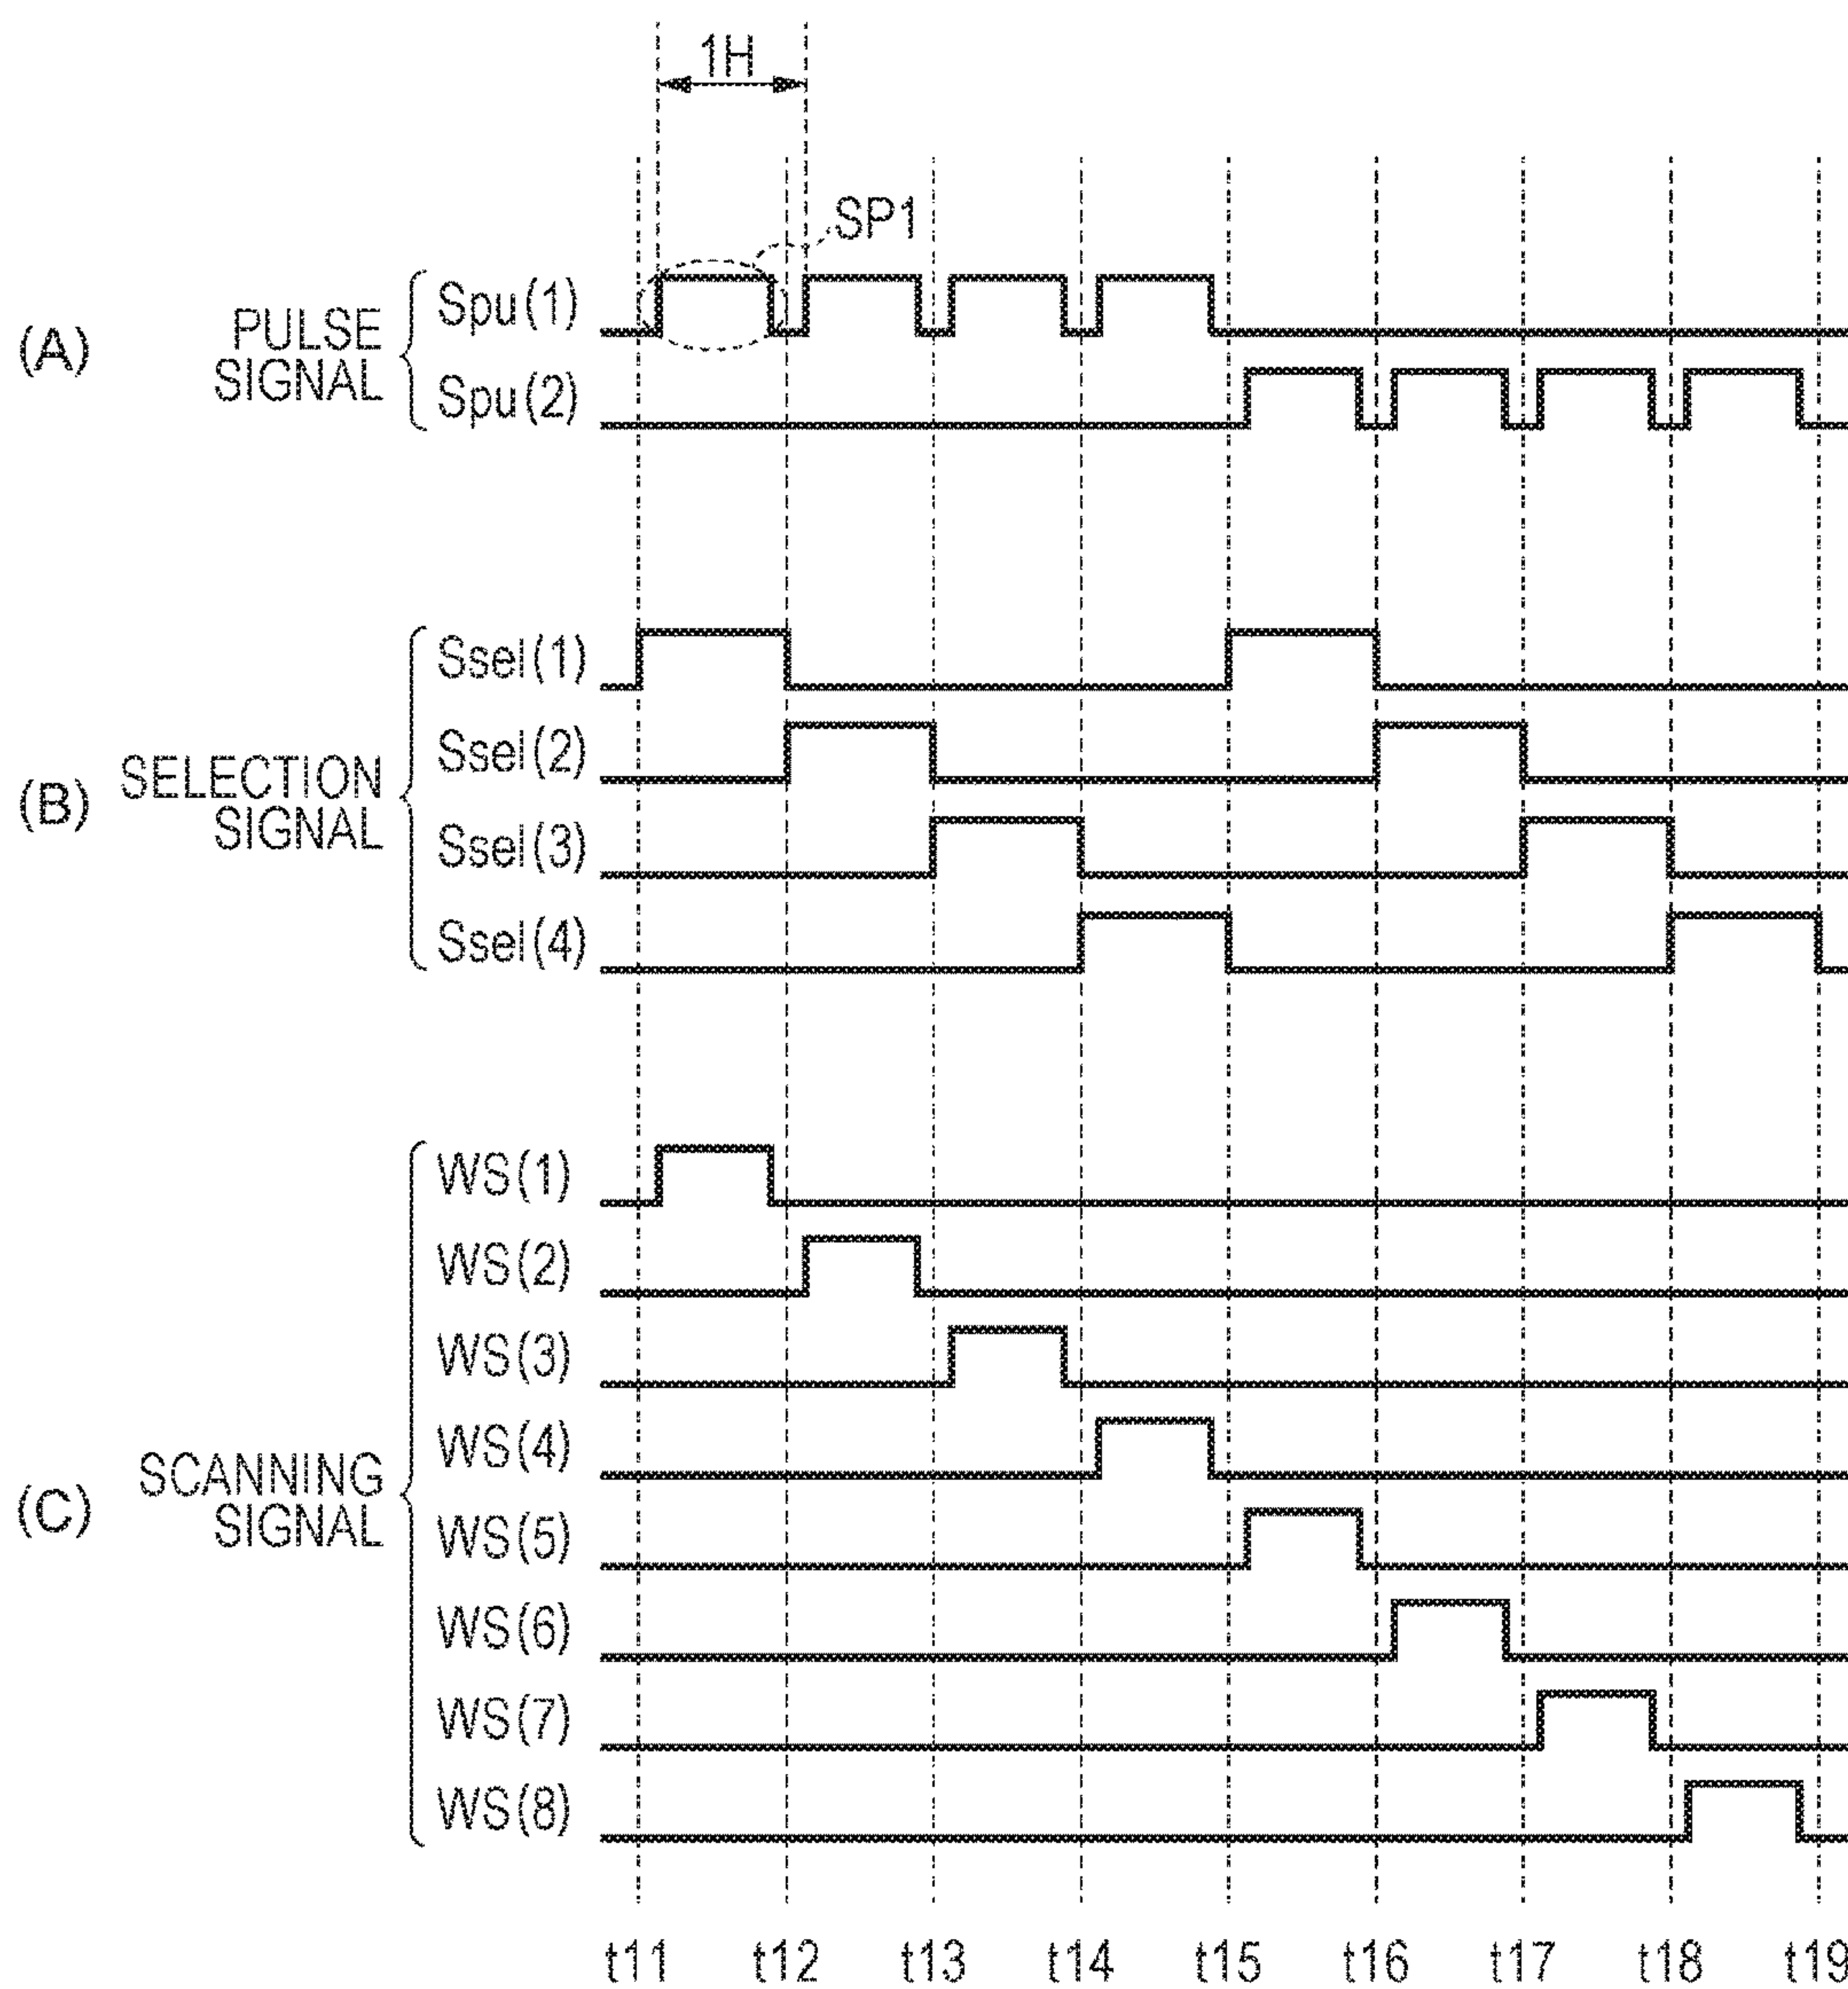 1H
SP1
(A)
PULSE
SIGNAL
Spu(1)
Spu(2)
(B)
SELECTION
SIGNAL
Ssel(1)
Ssel(2)
Ssel(3)
Ssel(4)
(C)
SCANNING
SIGNAL
WS(1)
WS(2)
WS(3)
WS(4)
WS(5)
WS(6)
WS(7)
WS(8)
t11 t12 t13 t14 t15 t16 t17 t18 t19